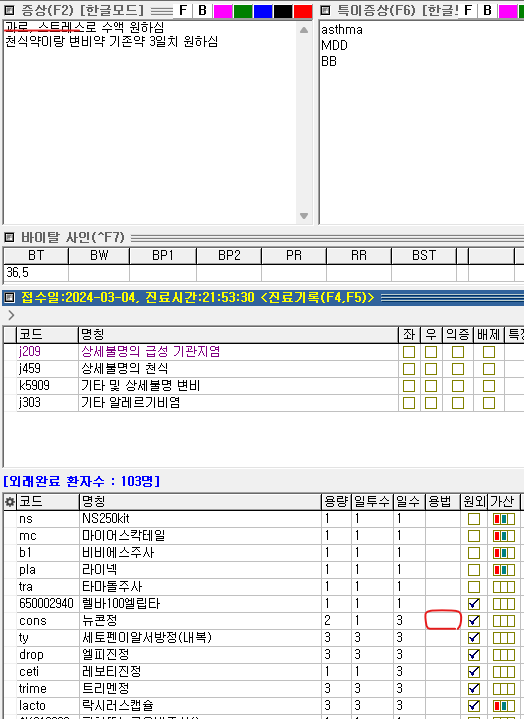 증상(F2) [한글모드] F B
과로, 스트레스로 수액 원하심
천식약이랑 변비약 기존약 3일치 원하심
특이증상(F6) [한글! F B
asthma
MDD
BB
바이탈 사인(^F7)
BT BW BP1 BP2 PR RR BST
36,5
접수일:2024-03-04, 진료시간:21:53:30 <진료기록(F4,F5)>
코드 명칭 좌 우 의증 배제 특정
j209 상세불명의 급성 기관지염
j459 상세불명의 천식
k5909 기타 및 상세불명 변비
j303 기타 알레르기비염
[외래완료 환자수 : 103명]
코드 명칭 용량 일투수 일수 용법 원외 가산
ns NS250kit 1 1 1
mc 마이어스칵테일 1 1 1
b1 비비에스주사 1 1 1
pla 라이넥 1 1 1
tra 타마돌주사 1 1 1
650002940 렐바100엘립타 1 1 1
cons 뉴콘정 2 1 3
ty 세토펜이알서방정(내복) 3 3 3
drop 엘피진정 3 3 3
ceti 레보티진정 1 1 3
trime 트리멘정 3 3 3
lacto 락시러스캡슐 3 3 3